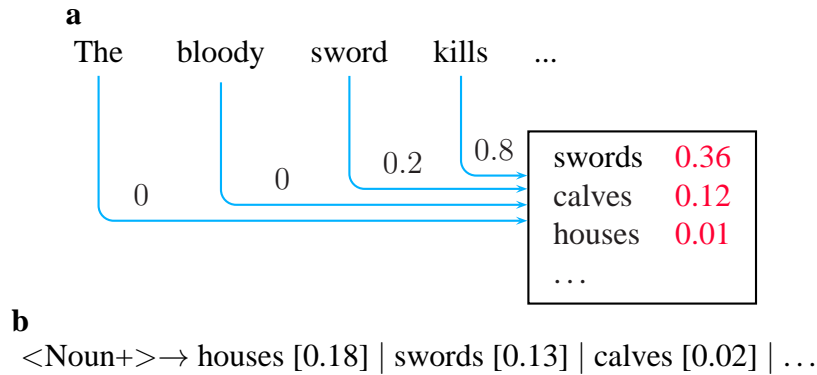 a
The bloody sword kills ...
0 0 0.2 0.8
swords 0.36
calves 0.12
houses 0.01
...
b
<Noun+>→ houses [0.18] | swords [0.13] | calves [0.02] | ...